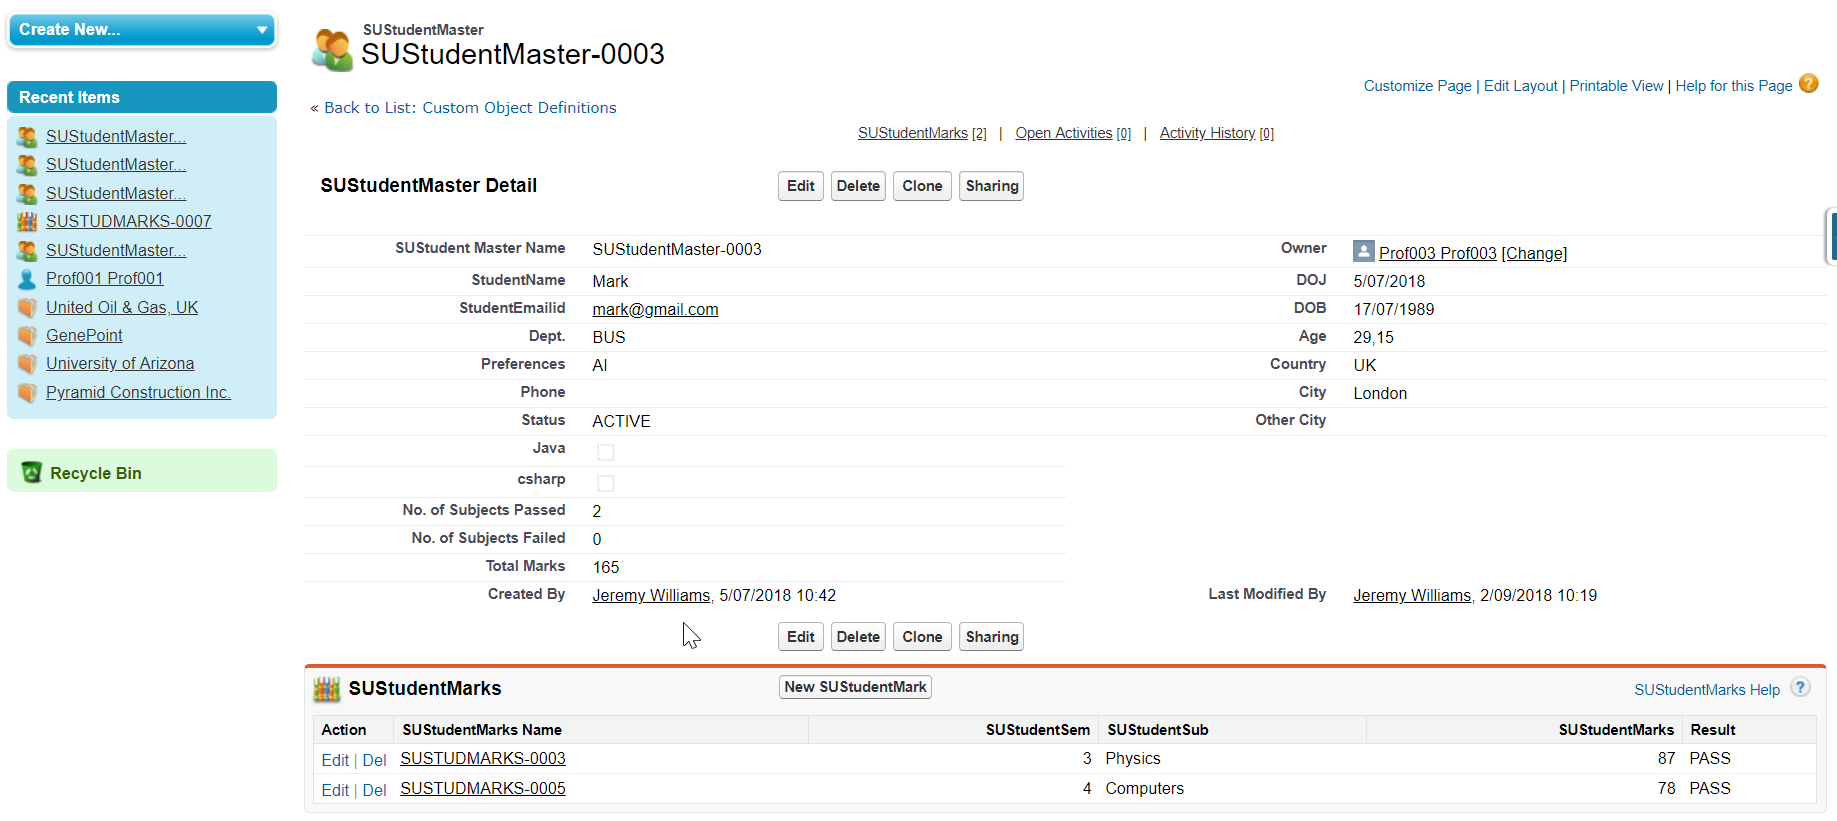 Create New...
Recent Items
SUStudentMaster...
SUStudentMaster...
SUStudentMaster...
SUSTUDMARKS-0007
SUStudentMaster...
Prof001 Prof001
United Oil & Gas, UK
GenePoint
University of Arizona
Pyramid Construction Inc.
Recycle Bin
SUStudentMaster
SUStudentMaster-0003
Customize Page | Edit Layout | Printable View | Help for this Page ?
« Back to List: Custom Object Definitions
SUStudentMarks [2] | Open Activities [0] | Activity History [0]
SUStudentMaster Detail Edit Delete Clone Sharing
SUStudent Master Name SUStudentMaster-0003 Owner Prof003 Prof003 [Change]
StudentName Mark DOJ 5/07/2018
StudentEmailid mark@gmail.com DOB 17/07/1989
Dept. BUS Age 29,15
Preferences AI Country UK
Phone City London
Status ACTIVE Other City
Java
csharp
No. of Subjects Passed 2
No. of Subjects Failed 0
Total Marks 165
Created By Jeremy Williams, 5/07/2018 10:42 Last Modified By Jeremy Williams, 2/09/2018 10:19
Edit Delete Clone Sharing
SUStudentMarks New SUStudentMark SUStudentMarks Help ?
Action SUStudentMarks Name SUStudentSem SUStudentSub SUStudentMarks Result
Edit | Del SUSTUDMARKS-0003 3 Physics 87 PASS
Edit | Del SUSTUDMARKS-0005 4 Computers 78 PASS